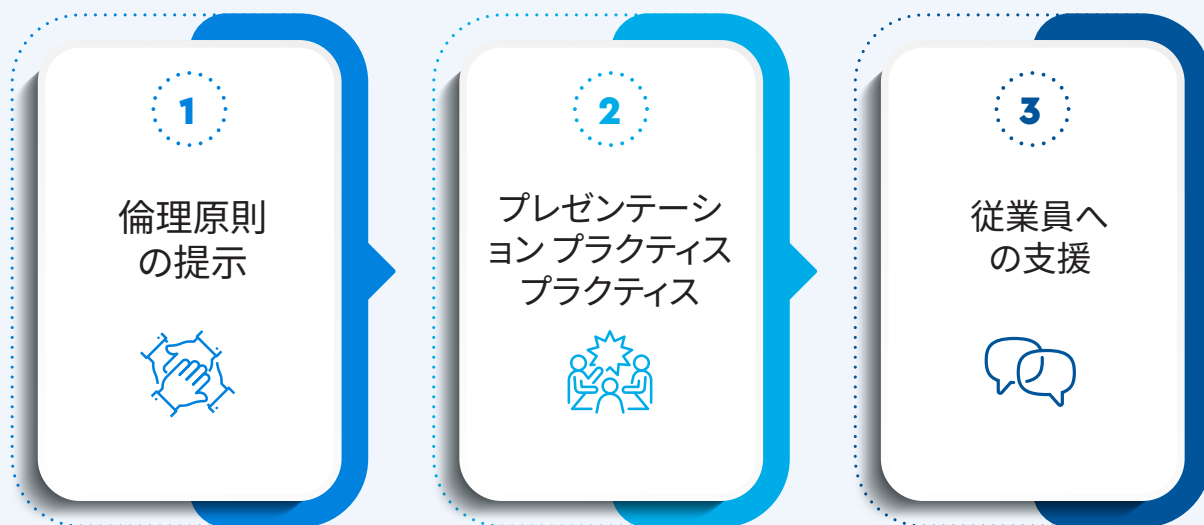 1
倫理原則
の提示
2
プレゼンテーシ
ョン プラクティス
プラクティス
3
従業員へ
の支援